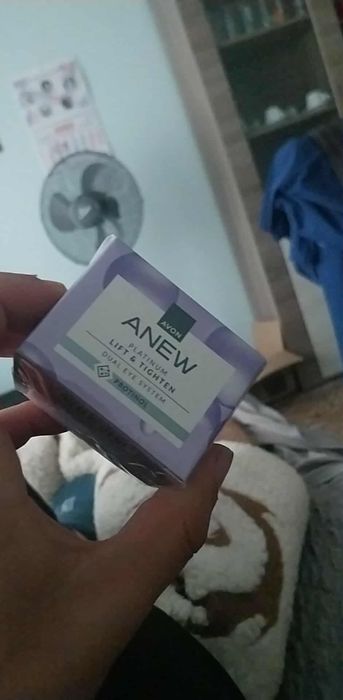 AVON
ANEW
PLATINUM
LIFT & TIGHTEN
DUAL EYE SYSTEM
PROTINOL